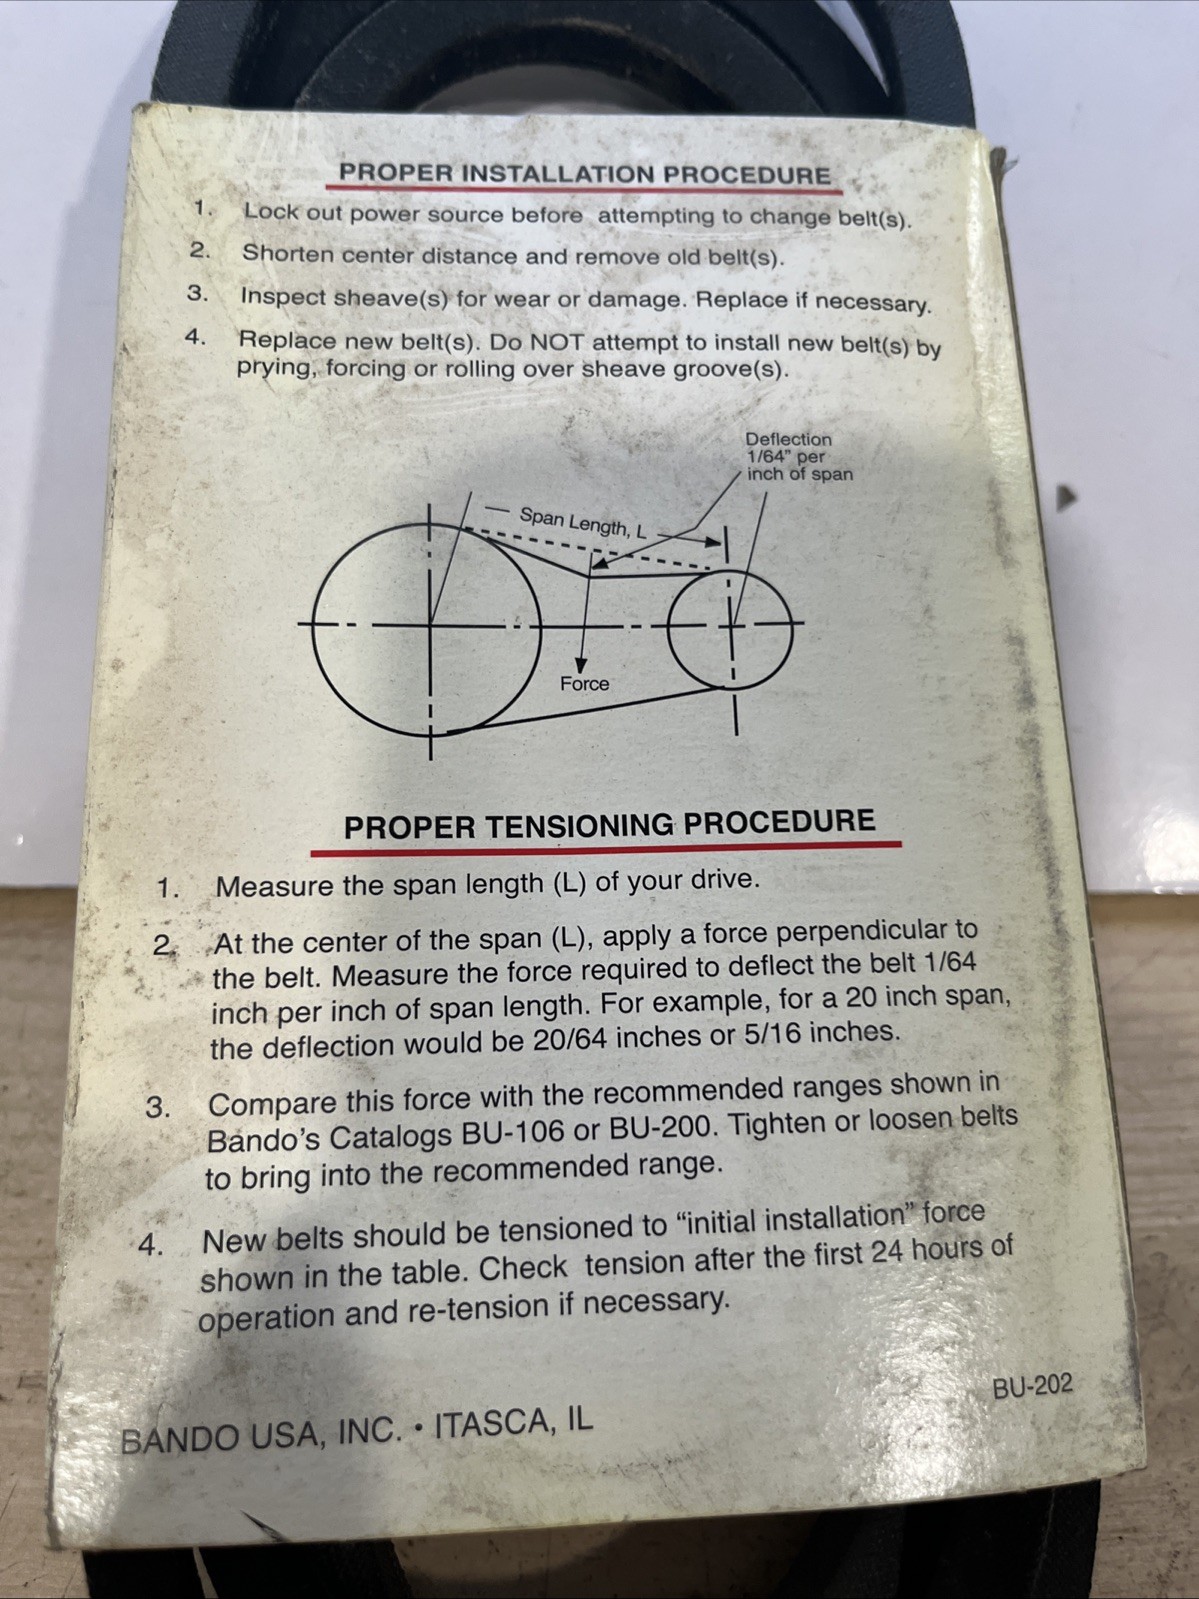 PROPER INSTALLATION PROCEDURE
1. Lock out power source before attempting to change belt(s).
2. Shorten center distance and remove old belt(s).
3. Inspect sheave(s) for wear or damage. Replace if necessary.
4. Replace new belt(s). Do NOT attempt to install new belt(s) by
prying, forcing or rolling over sheave groove(s).
Deflection
1/64" per
inch of span
Span Length, L
Force
PROPER TENSIONING PROCEDURE
1. Measure the span length (L) of your drive.
2. At the center of the span (L), apply a force perpendicular to
the belt. Measure the force required to deflect the belt 1/64
inch per inch of span length. For example, for a 20 inch span,
the deflection would be 20/64 inches or 5/16 inches.
3. Compare this force with the recommended ranges shown in
Bando's Catalogs BU-106 or BU-200. Tighten or loosen belts
to bring into the recommended range.
4. New belts should be tensioned to “initial installation” force
shown in the table. Check tension after the first 24 hours of
operation and re-tension if necessary.
BU-202
BANDO USA, INC. • ITASCA, IL